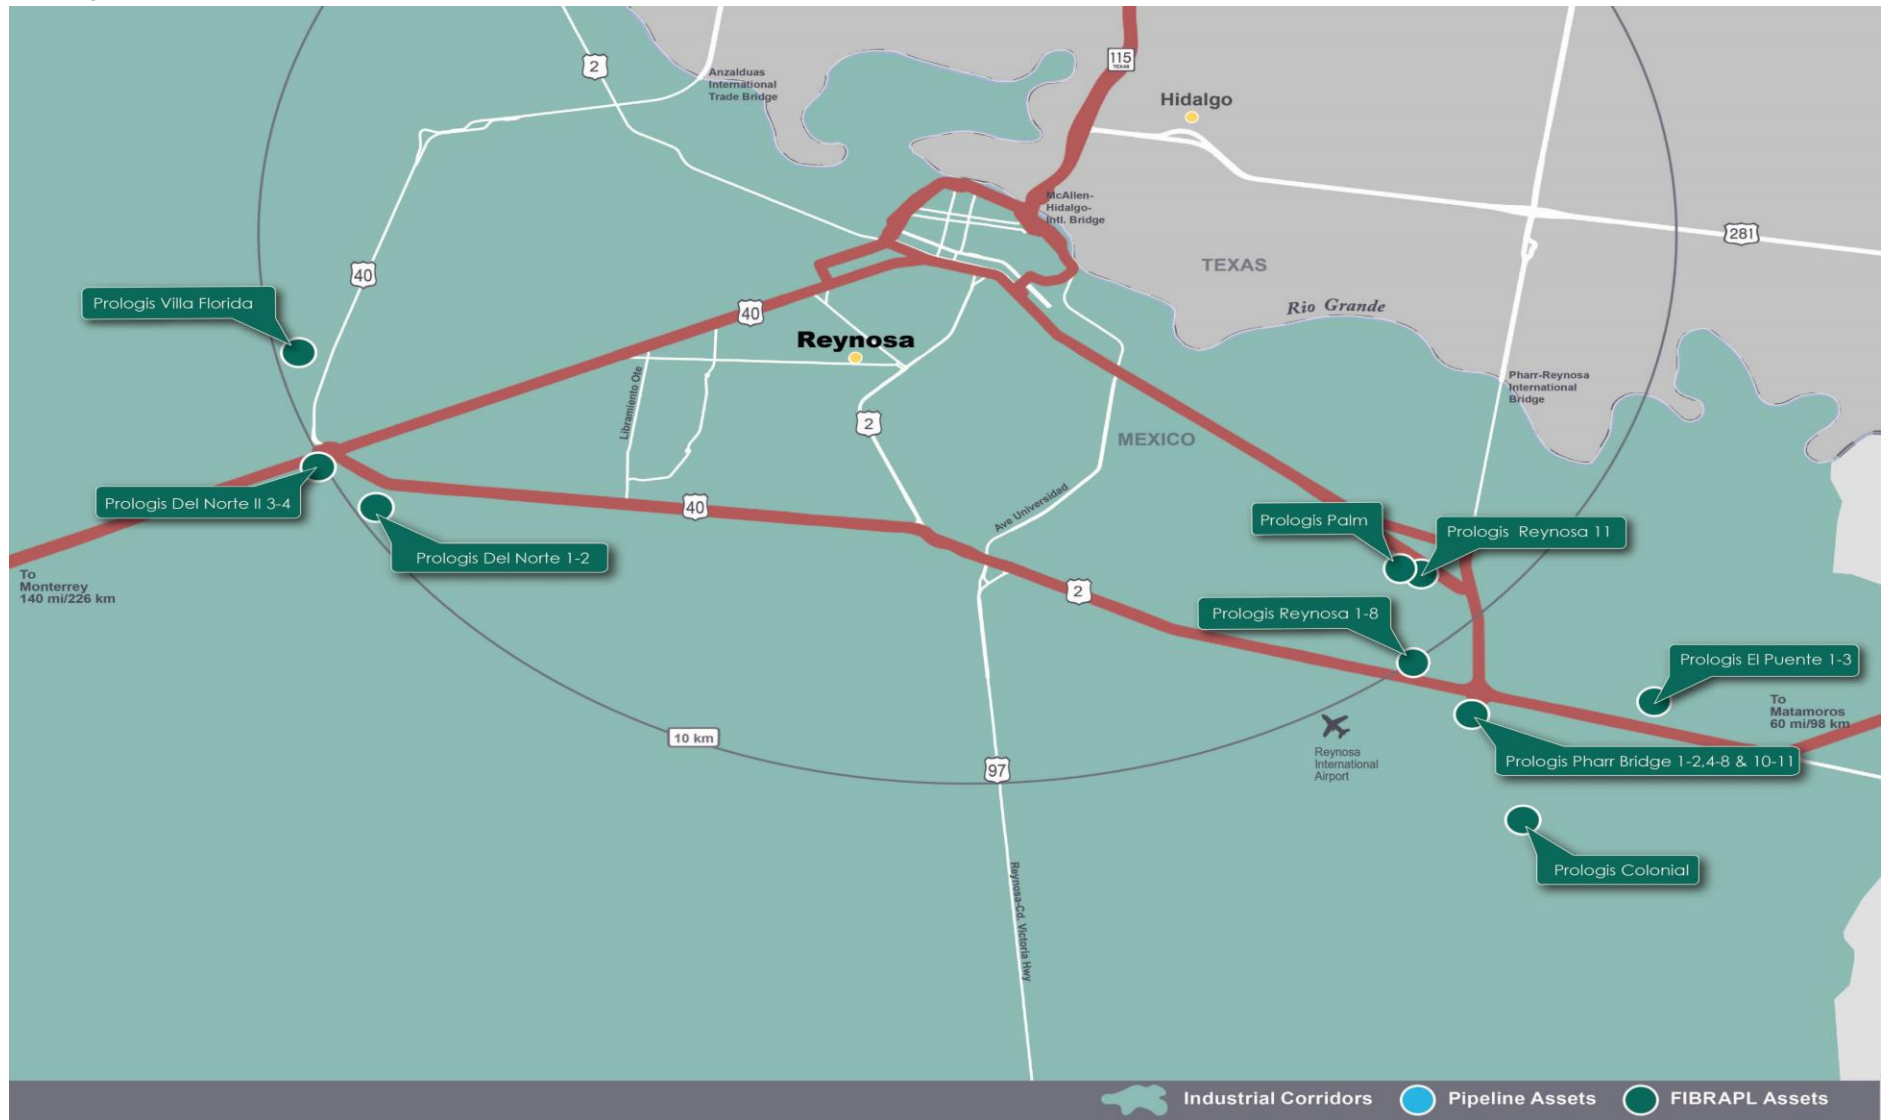 115
TEXAS
2
Anzalduas
International
Trade Bridge
Hidalgo
McAllen-
Hidalgo-
Intl. Bridge
281
TEXAS
40
Prologis Villa Florida
Rio Grande
40
Reynosa
Pharr-Reynosa
International
Bridge
Libramiento Ote
2
MEXICO
Prologis Del Norte II 3-4
40
Ave Universidad
Prologis Palm
Prologis Reynosa 11
Prologis Del Norte 1-2
To
Monterrey
140 mi/226 km
2
Prologis Reynosa 1-8
Prologis El Puente 1-3
To
Matamoros
60 mi/98 km
10 km
Reynosa
International
Airport
97
Prologis Pharr Bridge 1-2,4-8 & 10-11
Prologis Colonial
Reynosa-Cd. Victoria Hwy
Industrial Corridors
Pipeline Assets
FIBRAPL Assets